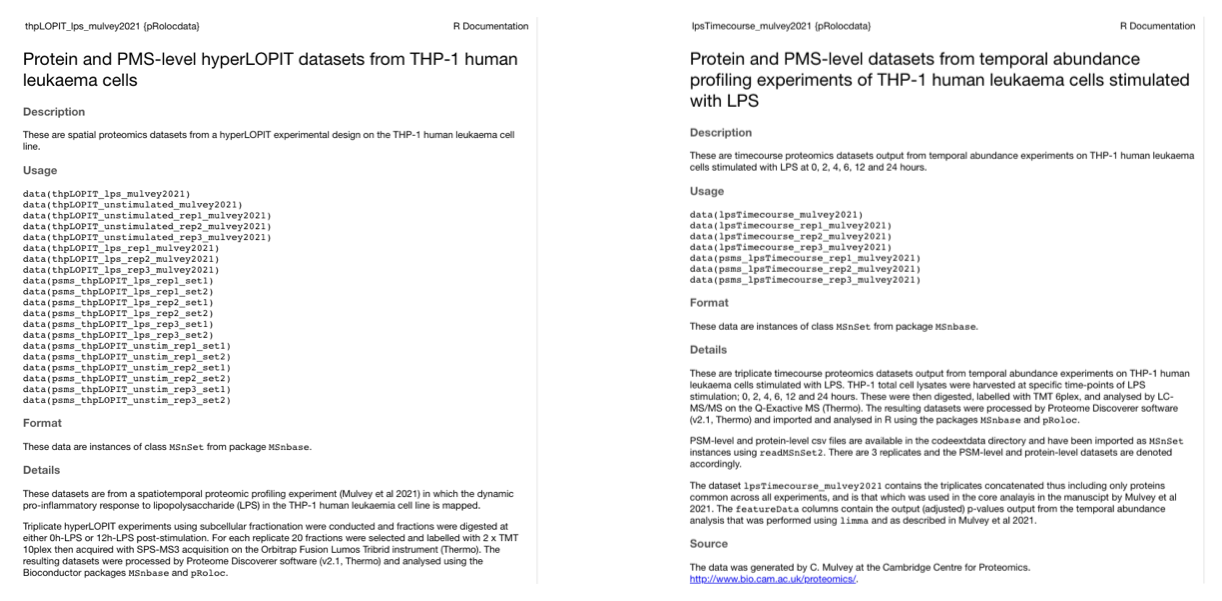 thpLOPIT_lps_mulvey2021 {pRolocdata}
R Documentation
Protein and PMS-level hyperLOPIT datasets from THP-1 human
leukaema cells
Description
These are spatial proteomics datasets from a hyperLOPIT experimental design on the THP-1 human leukaema cell
line.
Usage
data(thpLOPIT_lps_mulvey2021)
data(thpLOPIT_unstimulated_mulvey2021)
data(thpLOPIT_unstimulated_rep1_mulvey2021)
data(thpLOPIT_unstimulated_rep2_mulvey2021)
data(thpLOPIT_unstimulated_rep3_mulvey2021)
data(thpLOPIT_lps_rep1_mulvey2021)
data(thpLOPIT_lps_rep2_mulvey2021)
data(thpLOPIT_lps_rep3_mulvey2021)
data(psms_thpLOPIT_lps_rep1_set1)
data(psms_thpLOPIT_lps_rep1_set2)
data(psms_thpLOPIT_lps_rep2_set1)
data(psms_thpLOPIT_lps_rep2_set2)
data(psms_thpLOPIT_lps_rep3_set1)
data(psms_thpLOPIT_lps_rep3_set2)
data(psms_thpLOPIT_unstim_rep1_set1)
data(psms_thpLOPIT_unstim_rep1_set2)
data(psms_thpLOPIT_unstim_rep2_set1)
data(psms_thpLOPIT_unstim_rep2_set2)
data(psms_thpLOPIT_unstim_rep3_set1)
data(psms_thpLOPIT_unstim_rep3_set2)
Format
These data are instances of class MSnSet from package MSnbase.
Details
These datasets are from a spatiotemporal proteomic profiling experiment (Mulvey et al 2021) in which the dynamic
pro-inflammatory response to lipopolysaccharide (LPS) in the THP-1 human leukaemia cell line is mapped.
Triplicate hyperLOPIT experiments using subcellular fractionation were conducted and fractions were digested at
either 0h-LPS or 12h-LPS post-stimulation. For each replicate 20 fractions were selected and labelled with 2 x TMT
10plex then acquired with SPS-MS3 acquisition on the Orbitrap Fusion Lumos Tribrid instrument (Thermo). The
resulting datasets were processed by Proteome Discoverer software (v2.1, Thermo) and analysed using the
Bioconductor packages MSnbase and pRoloc.
lpsTimecourse_mulvey2021 {pRolocdata}
R Documentation
Protein and PMS-level datasets from temporal abundance
profiling experiments of THP-1 human leukaema cells stimulated
with LPS
Description
These are timecourse proteomics datasets output from temporal abundance experiments on THP-1 human leukaema
cells stimulated with LPS at 0, 2, 4, 6, 12 and 24 hours.
Usage
data(lpsTimecourse_mulvey2021)
data(lpsTimecourse_rep1_mulvey2021)
data(lpsTimecourse_rep2_mulvey2021)
data(lpsTimecourse_rep3_mulvey2021)
data(psms_lpsTimecourse_rep1_mulvey2021)
data(psms_lpsTimecourse_rep2_mulvey2021)
data(psms_lpsTimecourse_rep3_mulvey2021)
Format
These data are instances of class MSnSet from package MSnbase.
Details
These are triplicate timecourse proteomics datasets output from temporal abundance experiments on THP-1 human
leukaema cells stimulated with LPS. THP-1 total cell lysates were harvested at specific time-points of LPS
stimulation; 0, 2, 4, 6, 12 and 24 hours. These were then digested, labelled with TMT 6plex, and analysed by LC-
MS/MS on the Q-Exactive MS (Thermo). The resulting datasets were processed by Proteome Discoverer software
(v2.1, Thermo) and imported and analysed in R using the packages MSnbase and pRoloc.
PSM-level and protein-level csv files are available in the codeextdata directory and have been imported as MSnSet
instances using readMSnSet2. There are 3 replicates and the PSM-level and protein-level datasets are denoted
accordingly.
The dataset lpsTimecourse_mulvey2021 contains the triplicates concatenated thus including only proteins
common across all experiments, and is that which was used in the core analayis in the manuscipt by Mulvey et al
2021. The featureData columns contain the output (adjusted) p-values output from the temporal abundance
analysis that was performed using limma and as described in Mulvey et al 2021.
Source
The data was generated by C. Mulvey at the Cambridge Centre for Proteomics.
http://www.bio.cam.ac.uk/proteomics/.